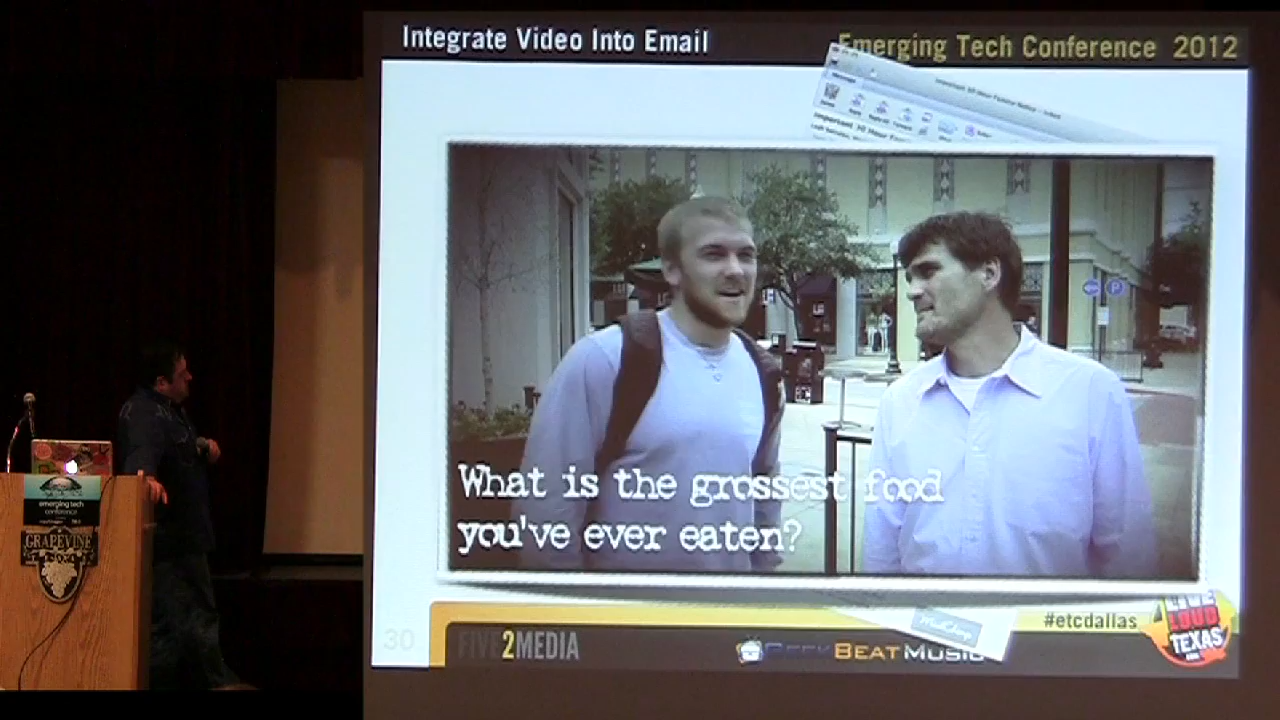 Integrate Video Into Email
Emerging Tech Conference 2012
What is the grossest food
you've ever eaten?
30
FIVE2MEDIA
GEEKBEATMUSIC
#etcdallas
LIVE
LOUD
TEXAS
emerging tech
conference
GRAPEVINE
P